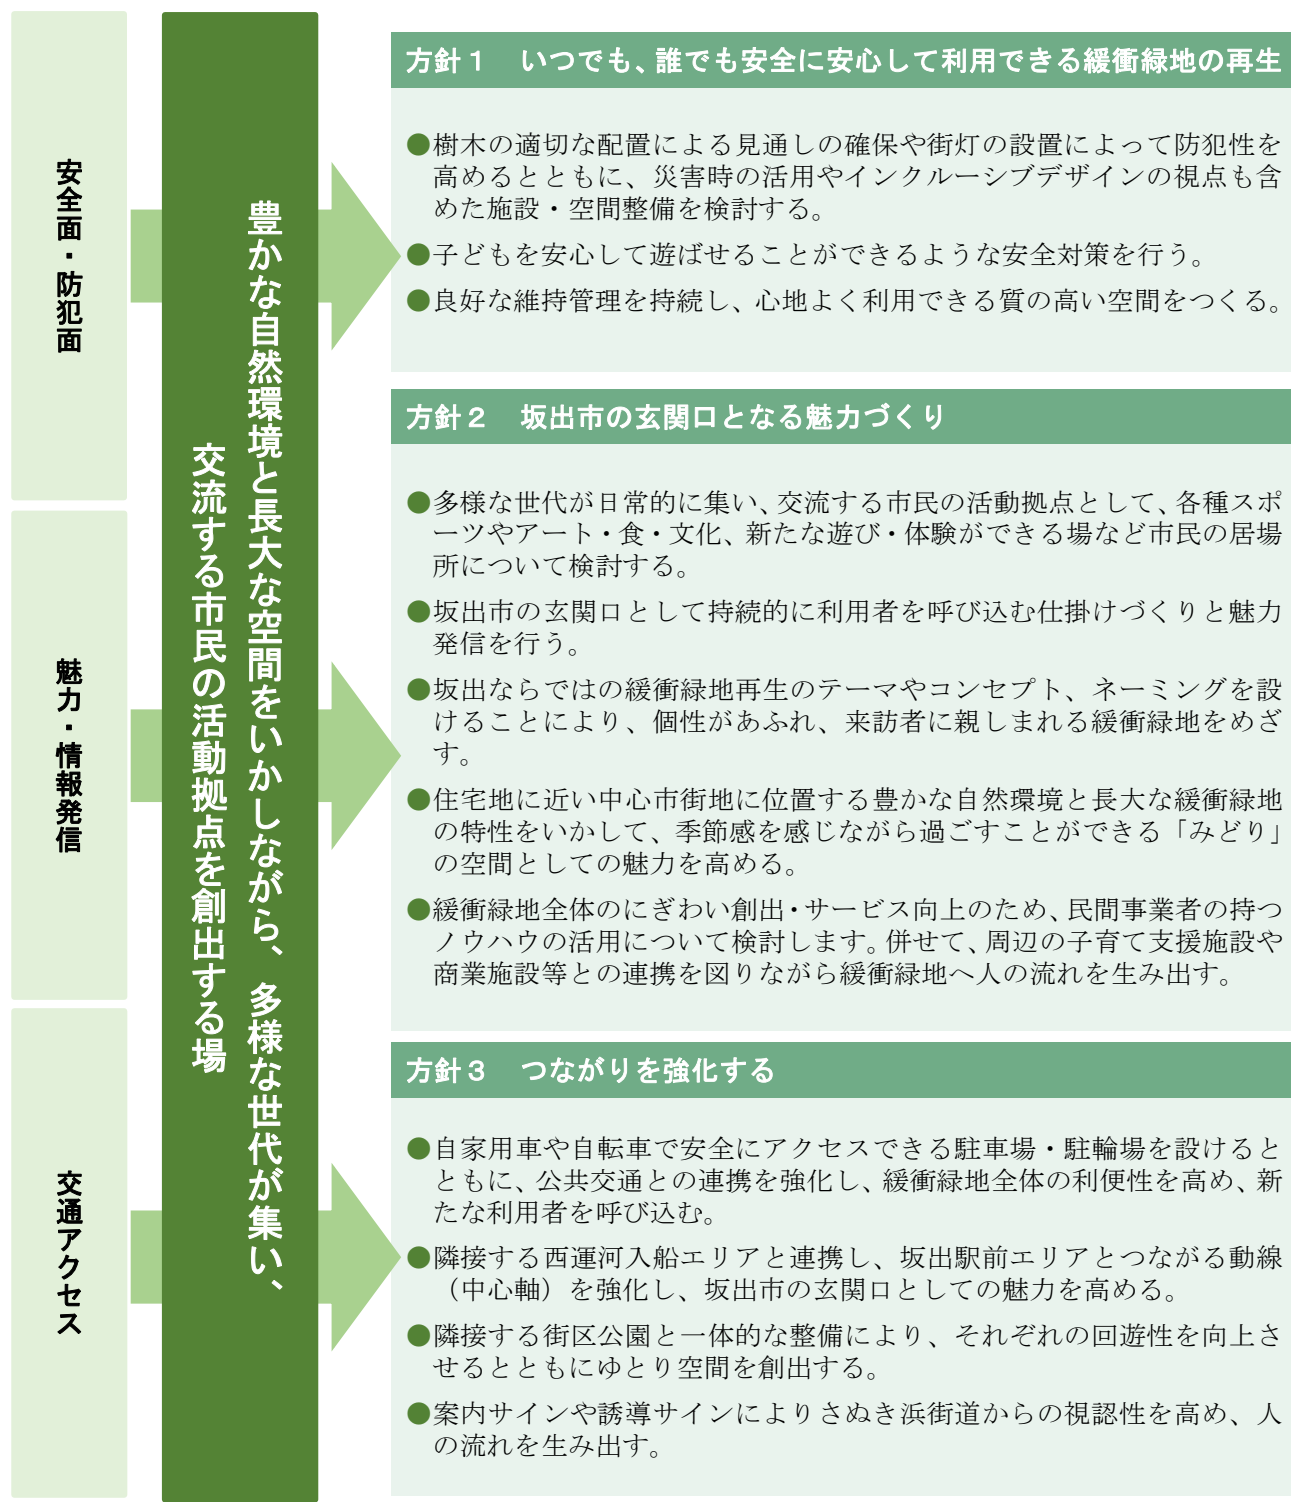 安全面・防犯面
魅力・情報発信
交通アクセス
豊かな自然環境と長大な空間をいかしながら、多様な世代が集い、
交流する市民の活動拠点を創出する場
方針１　いつでも、誰でも安全に安心して利用できる緩衝緑地の再生
●樹木の適切な配置による見通しの確保や街灯の設置によって防犯性を
高めるとともに、災害時の活用やインクルーシブデザインの視点も含
めた施設・空間整備を検討する。
●子どもを安心して遊ばせることができるような安全対策を行う。
●良好な維持管理を持続し、心地よく利用できる質の高い空間をつくる。
方針２　坂出市の玄関口となる魅力づくり
●多様な世代が日常的に集い、交流する市民の活動拠点として、各種スポ
ーツやアート・食・文化、新たな遊び・体験ができる場など市民の居場
所について検討する。
●坂出市の玄関口として持続的に利用者を呼び込む仕掛けづくりと魅力
発信を行う。
●坂出ならではの緩衝緑地再生のテーマやコンセプト、ネーミングを設
けることにより、個性があふれ、来訪者に親しまれる緩衝緑地をめざ
す。
●住宅地に近い中心市街地に位置する豊かな自然環境と長大な緩衝緑地
の特性をいかして、季節感を感じながら過ごすことができる「みどり」
の空間としての魅力を高める。
●緩衝緑地全体のにぎわい創出・サービス向上のため、民間事業者の持つ
ノウハウの活用について検討します。併せて、周辺の子育て支援施設や
商業施設等との連携を図りながら緩衝緑地へ人の流れを生み出す。
方針３　つながりを強化する
●自家用車や自転車で安全にアクセスできる駐車場・駐輪場を設けると
ともに、公共交通との連携を強化し、緩衝緑地全体の利便性を高め、新
たな利用者を呼び込む。
●隣接する西運河入船エリアと連携し、坂出駅前エリアとつながる動線
（中心軸）を強化し、坂出市の玄関口としての魅力を高める。
●隣接する街区公園と一体的な整備により、それぞれの回遊性を向上さ
せるとともにゆとり空間を創出する。
●案内サインや誘導サインによりさぬき浜街道からの視認性を高め、人
の流れを生み出す。